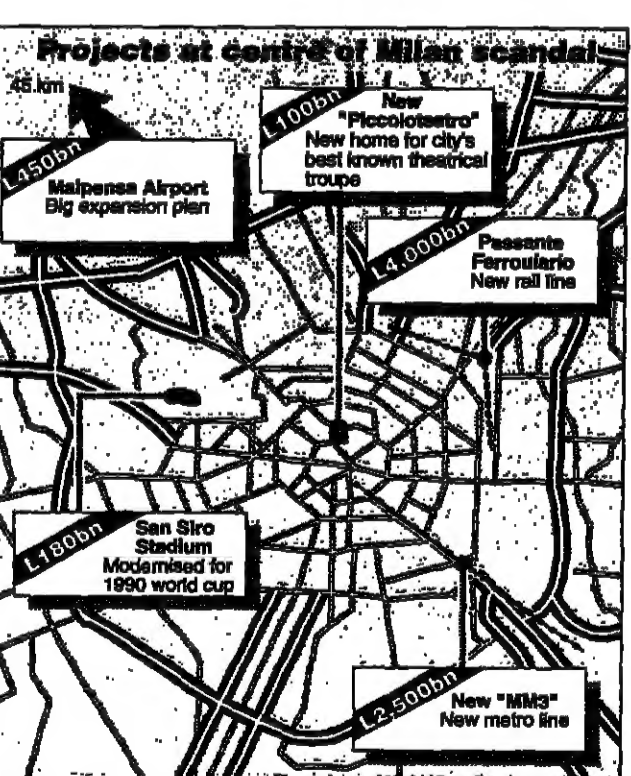 Projects at centre of Milan scandal
45 km
L450bn
Malpensa Airport
Big expansion plan
L100bn
New
"Piccoloteatro"
New home for city's
best known theatrical
troupe
L4,000bn
Passante
Ferroulario
New rail line
L180bn
San Siro
Stadium
Modernised for
1990 world cup
L2,500bn
New "MM3"
New metro line